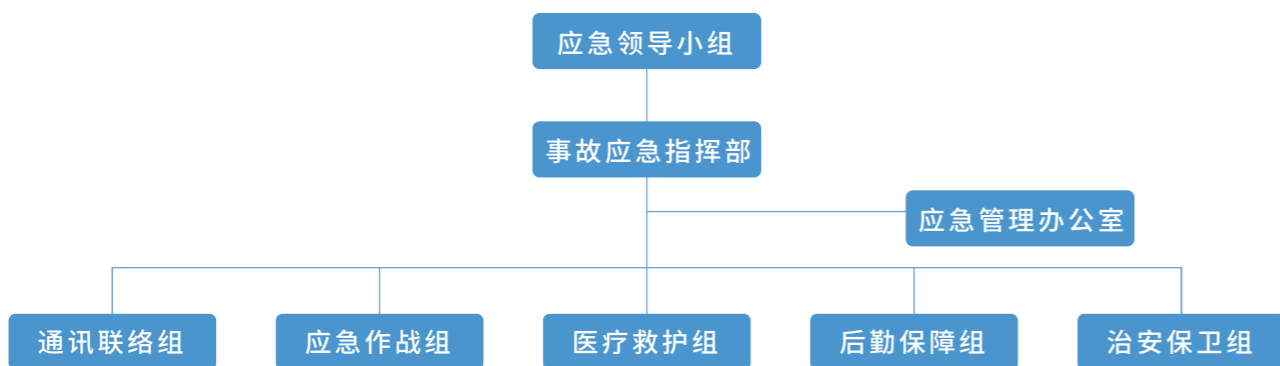 应急领导小组
事故应急指挥部
应急管理办公室
通讯联络组
应急作战组
医疗救护组
后勤保障组
治安保卫组